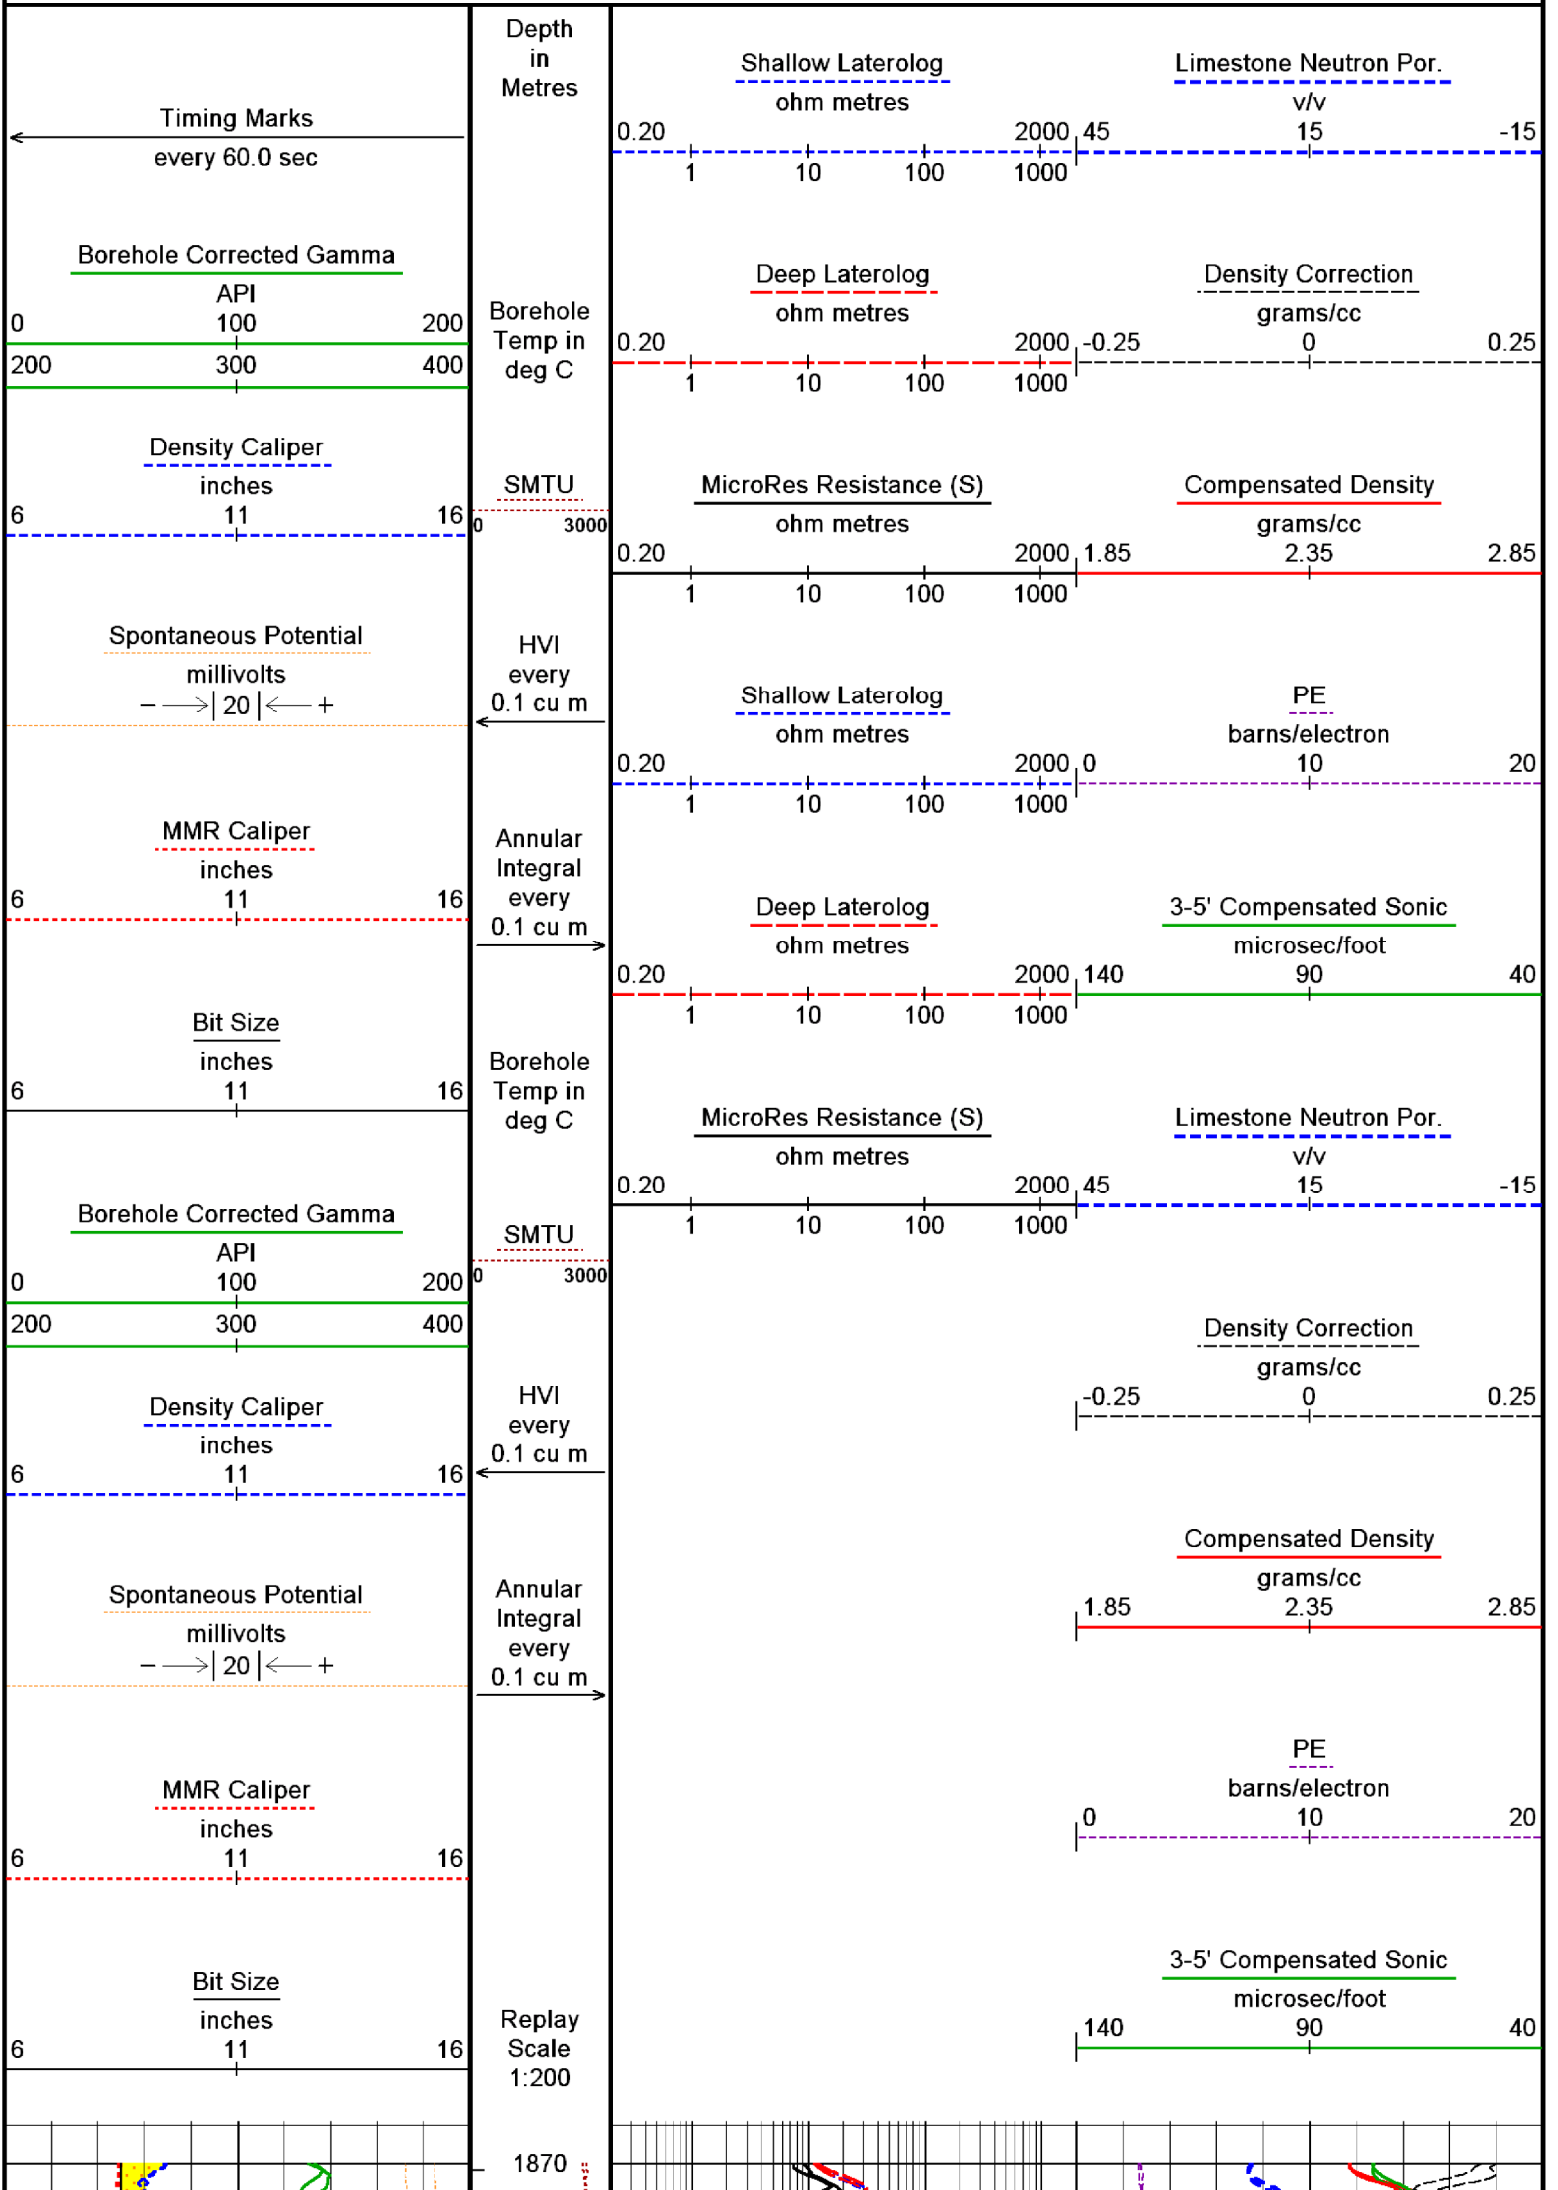 Timing Marks
every 60.0 sec
Borehole Corrected Gamma
API
0 100 200
200 300 400
Density Caliper
inches
6 11 16
Spontaneous Potential
millivolts
− →| 20 |← +
MMR Caliper
inches
6 11 16
Bit Size
inches
6 11 16
Borehole Corrected Gamma
API
0 100 200
200 300 400
Density Caliper
inches
6 11 16
Spontaneous Potential
millivolts
− →| 20 |← +
MMR Caliper
inches
6 11 16
Bit Size
inches
6 11 16
Depth
in
Metres
Borehole
Temp in
deg C
SMTU
0 3000
HVI
every
0.1 cu m
Annular
Integral
every
0.1 cu m
Borehole
Temp in
deg C
SMTU
0 3000
HVI
every
0.1 cu m
Annular
Integral
every
0.1 cu m
Replay
Scale
1:200
1870
Shallow Laterolog
ohm metres
0.20 2000
1 10 100 1000
Deep Laterolog
ohm metres
0.20 2000
1 10 100 1000
MicroRes Resistance (S)
ohm metres
0.20 2000
1 10 100 1000
Shallow Laterolog
ohm metres
0.20 2000
1 10 100 1000
Deep Laterolog
ohm metres
0.20 2000
1 10 100 1000
MicroRes Resistance (S)
ohm metres
0.20 2000
1 10 100 1000
Limestone Neutron Por.
v/v
45 15 -15
Density Correction
grams/cc
-0.25 0 0.25
Compensated Density
grams/cc
1.85 2.35 2.85
PE
barns/electron
0 10 20
3-5' Compensated Sonic
microsec/foot
140 90 40
Limestone Neutron Por.
v/v
45 15 -15
Density Correction
grams/cc
-0.25 0 0.25
Compensated Density
grams/cc
1.85 2.35 2.85
PE
barns/electron
0 10 20
3-5' Compensated Sonic
microsec/foot
140 90 40